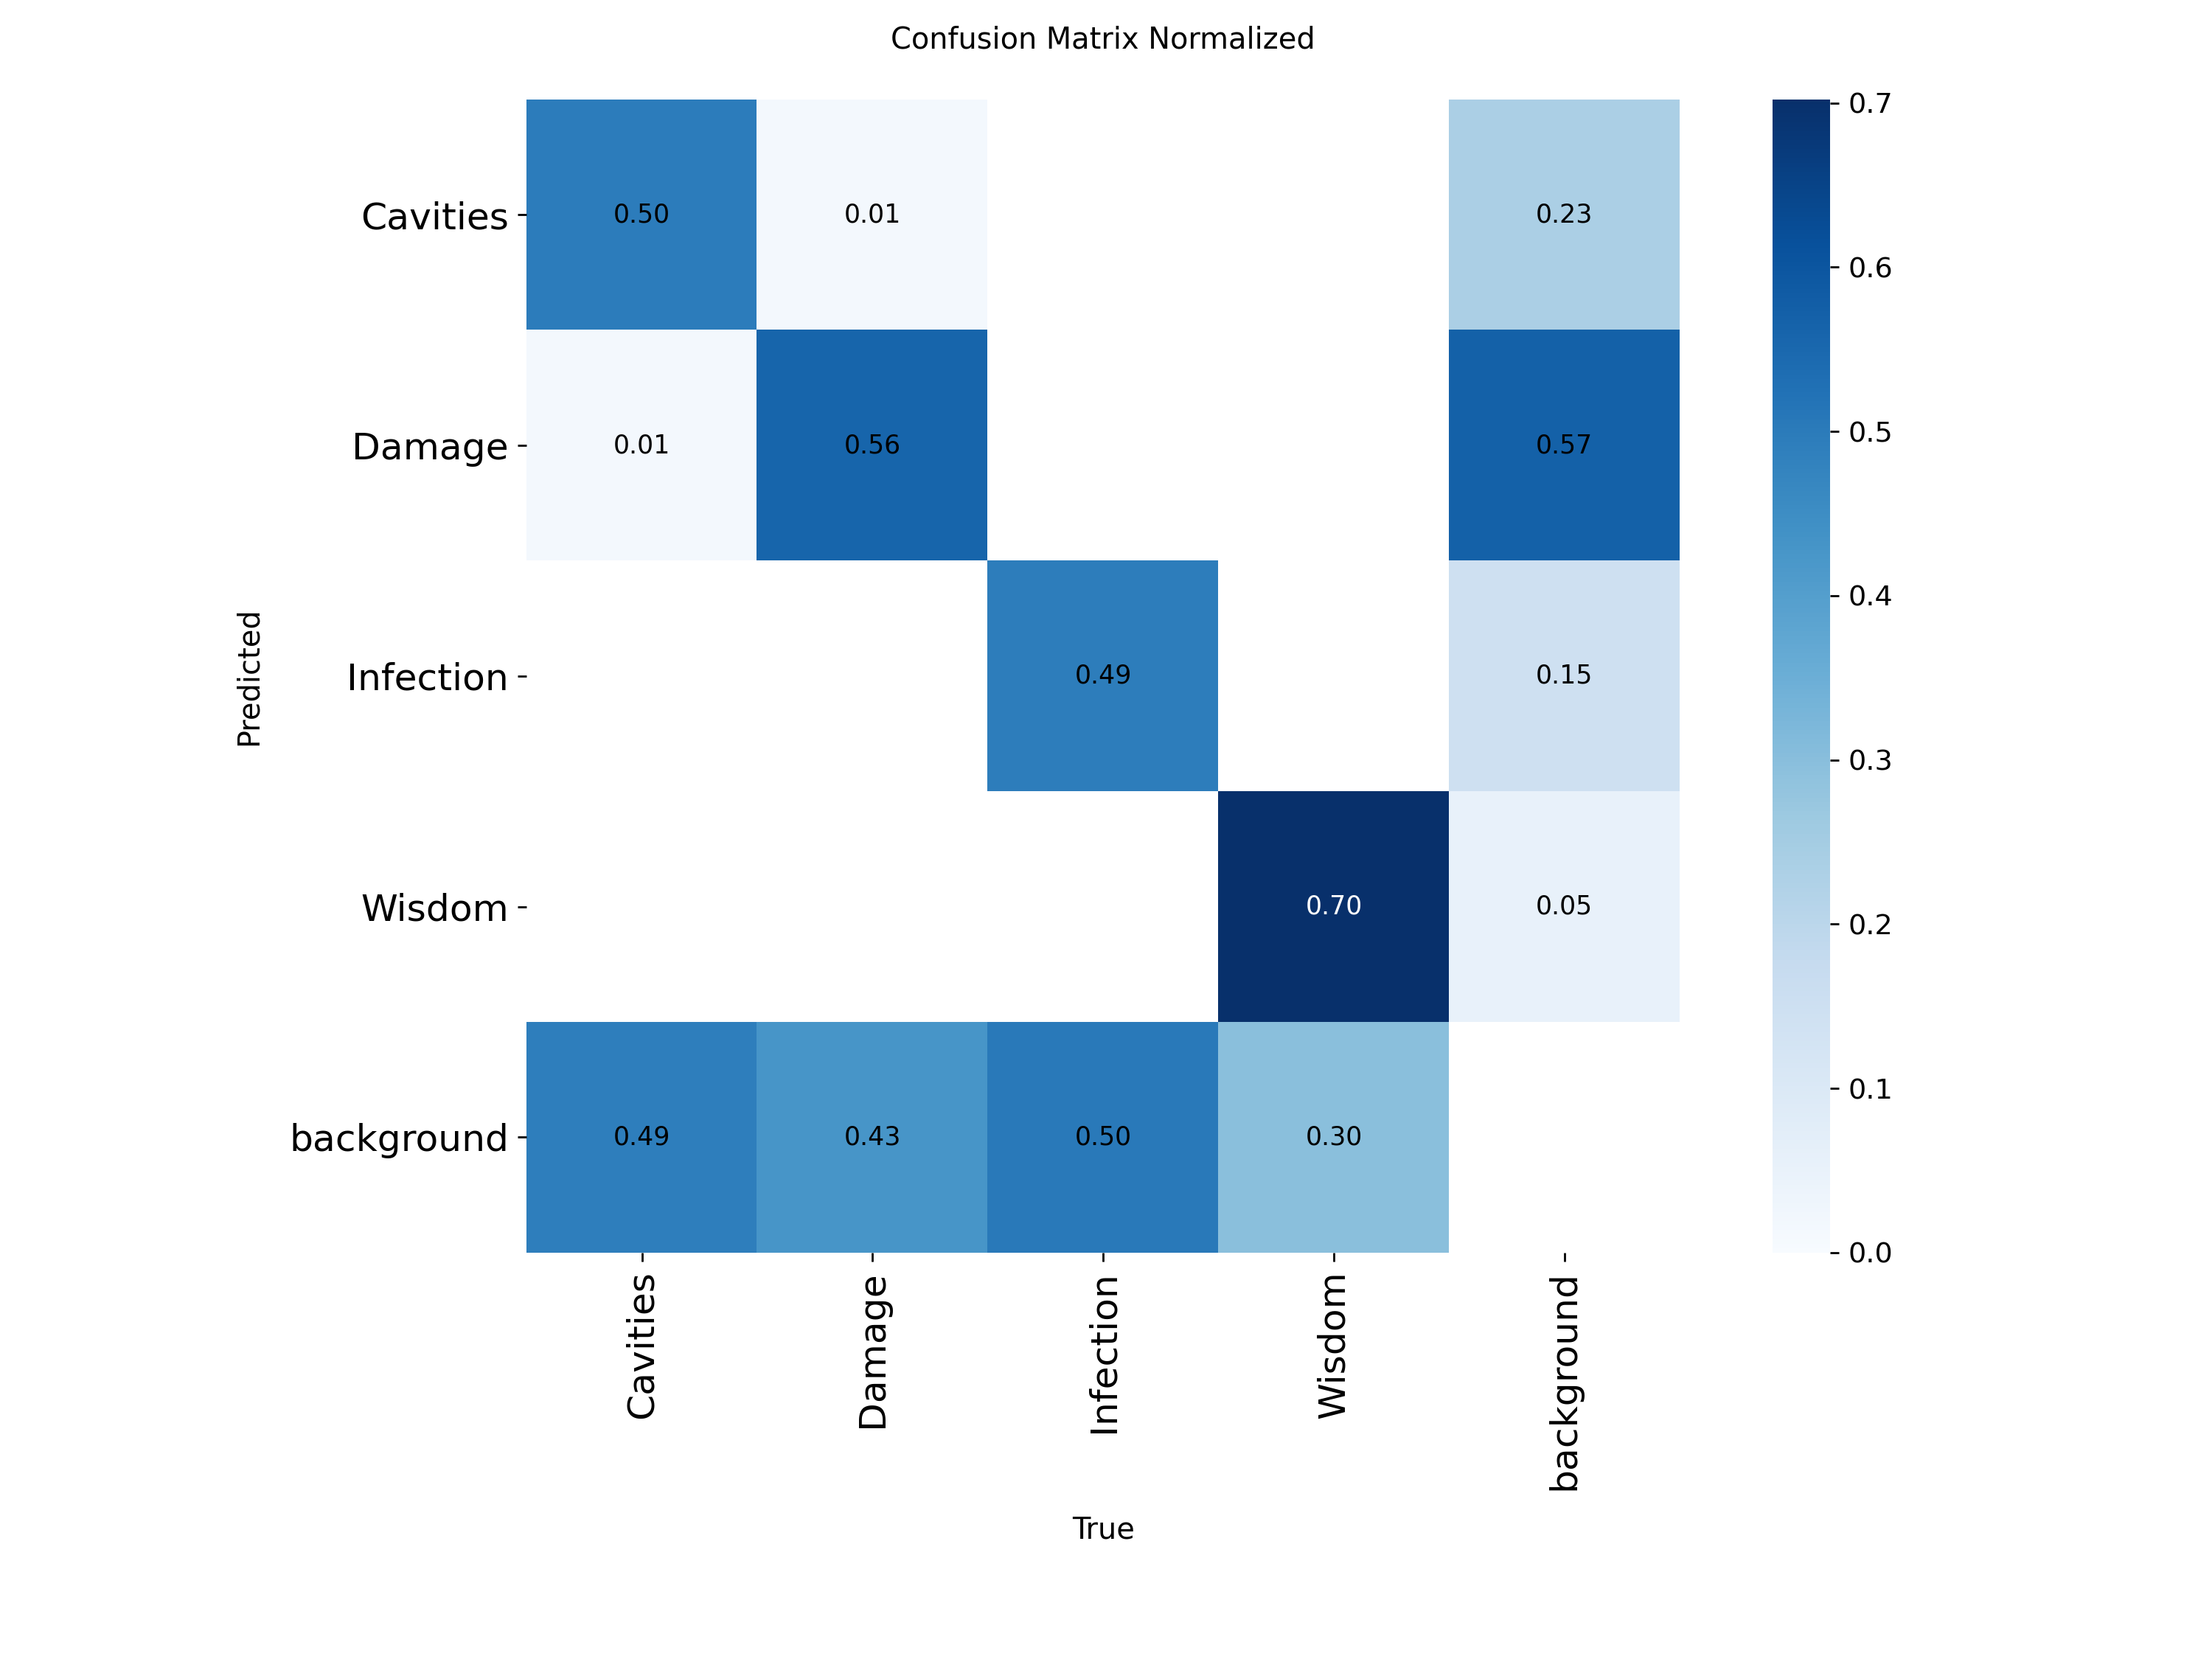 Confusion Matrix Normalized
Cavities 0.50 0.01 0.23
Damage 0.01 0.56 0.57
Infection 0.49 0.15
Wisdom 0.70 0.05
background 0.49 0.43 0.50 0.30
Predicted
Cavities Damage Infection Wisdom background
True
0.7
0.6
0.5
0.4
0.3
0.2
0.1
0.0